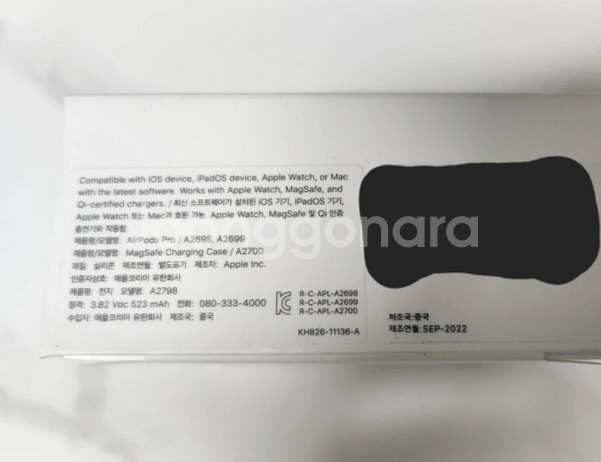 Compatible with iOS device, iPadOS device, Apple Watch, or Mac
with the latest software. Works with Apple Watch, MagSafe, and
Qi-certified chargers. / 최신 소프트웨어가 설치된 iOS 기기, iPadOS 기기,
Apple Watch 또는 Mac과 호환 가능. Apple Watch, MagSafe 및 Qi 인증
충전기와 작동함.
제품명/모델명: AirPods Pro / A2698, A2699
제품명/모델명: MagSafe Charging Case / A2700
재질: 실리콘 제조연월: 별도표기 제조자: Apple Inc.
인증자상호: 애플코리아 유한회사
제품명: 전지 모델명: A2798
정격: 3.82 Vdc 523 mAh 전화: 080-333-4000
수입자: 애플코리아 유한회사 제조국: 중국
R-C-APL-A2698
R-C-APL-A2699
R-C-APL-A2700
KH826-11136-A
제조국:중국
제조연월:SEP-2022
ggonara